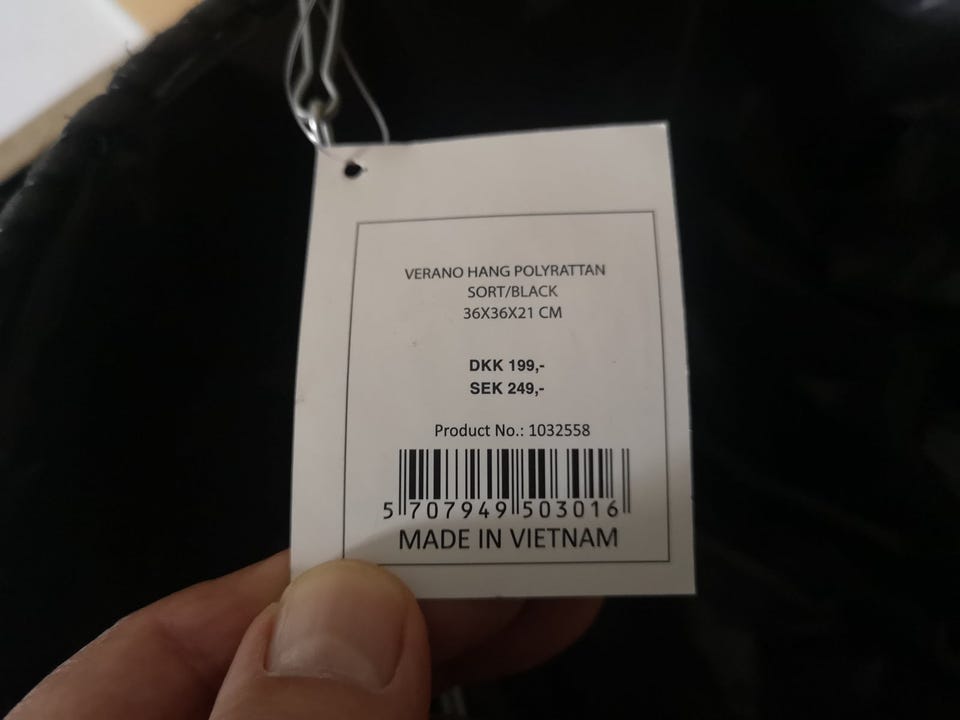 VERANO HANG POLYRATTAN
SORT/BLACK
36X36X21 CM
DKK 199,-
SEK 249,-
Product No.: 1032558
5 707949 503016
MADE IN VIETNAM